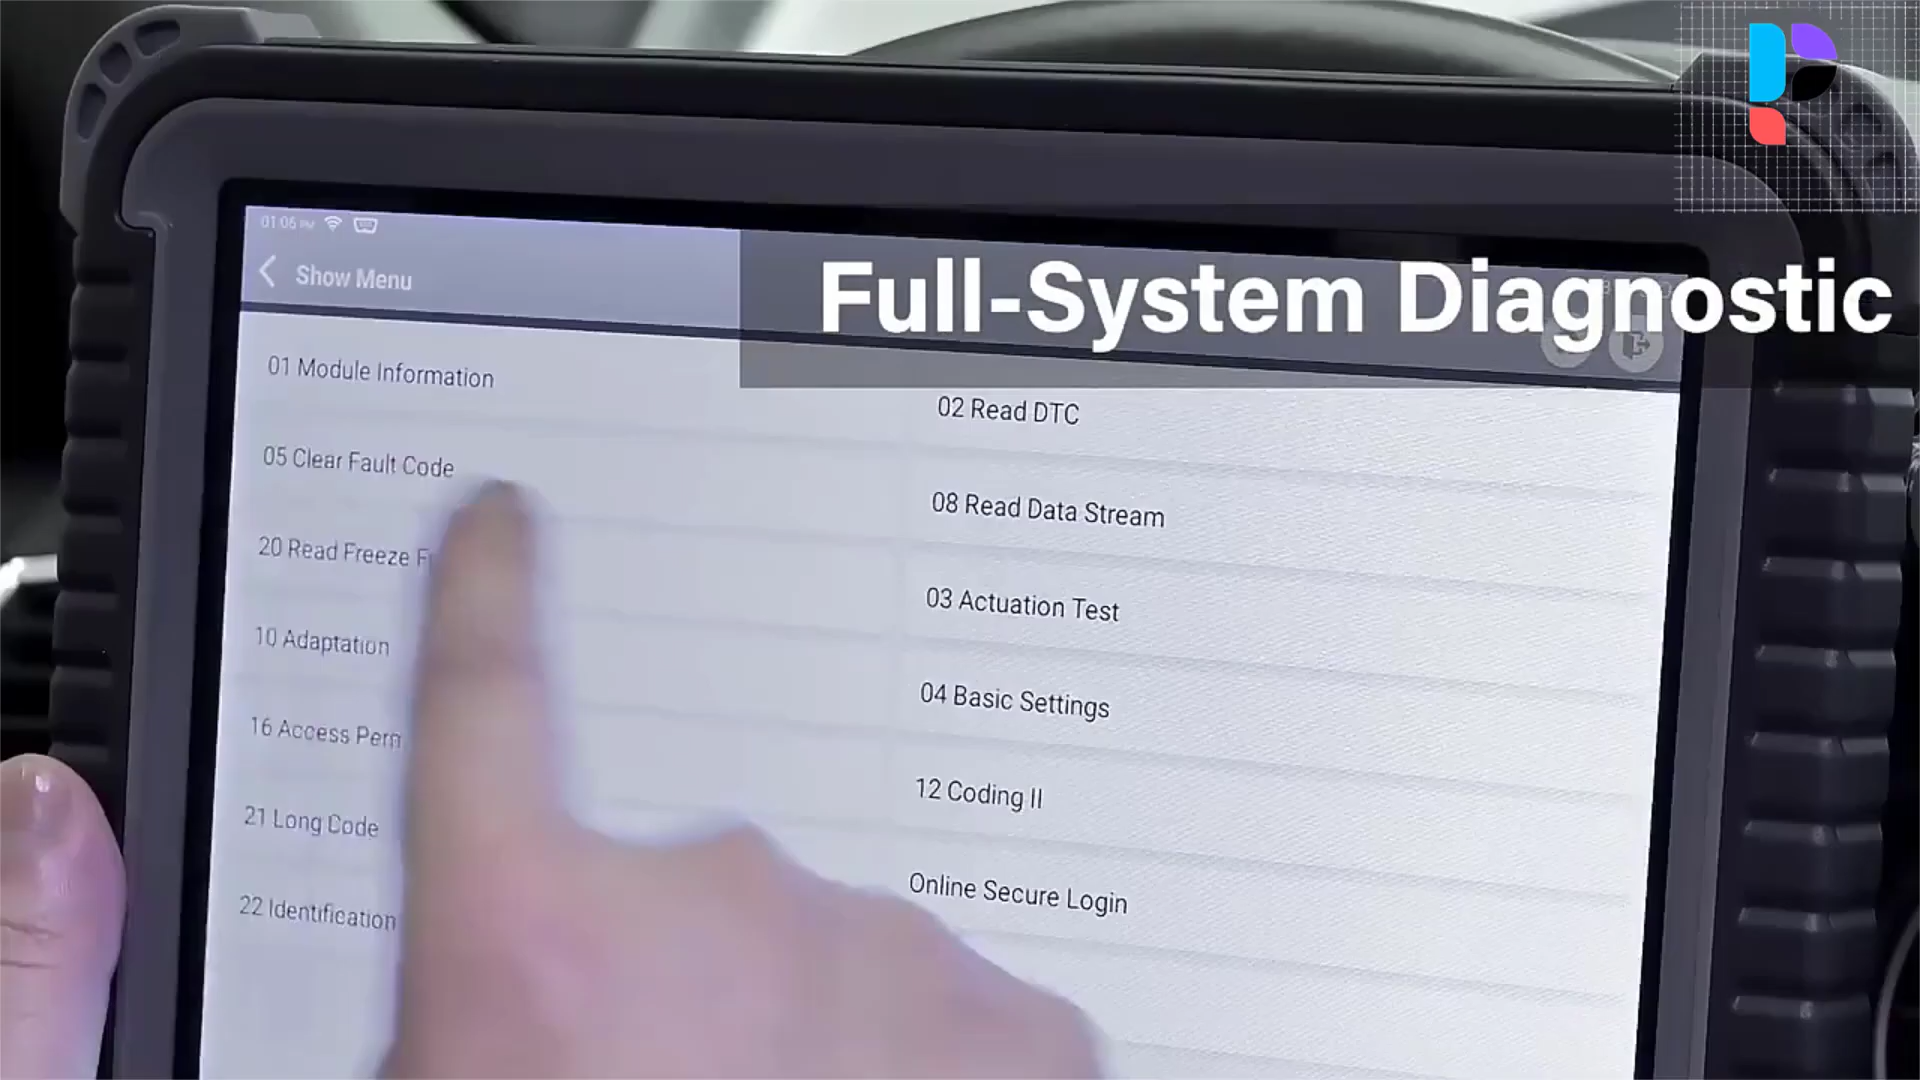 01:06 PM
Show Menu
Full-System Diagnostic
01 Module Information
02 Read DTC
05 Clear Fault Code
08 Read Data Stream
20 Read Freeze
03 Actuation Test
10 Adaptation
04 Basic Settings
16 Access
12 Coding II
21 Long Code
Online Secure Login
22 Identification